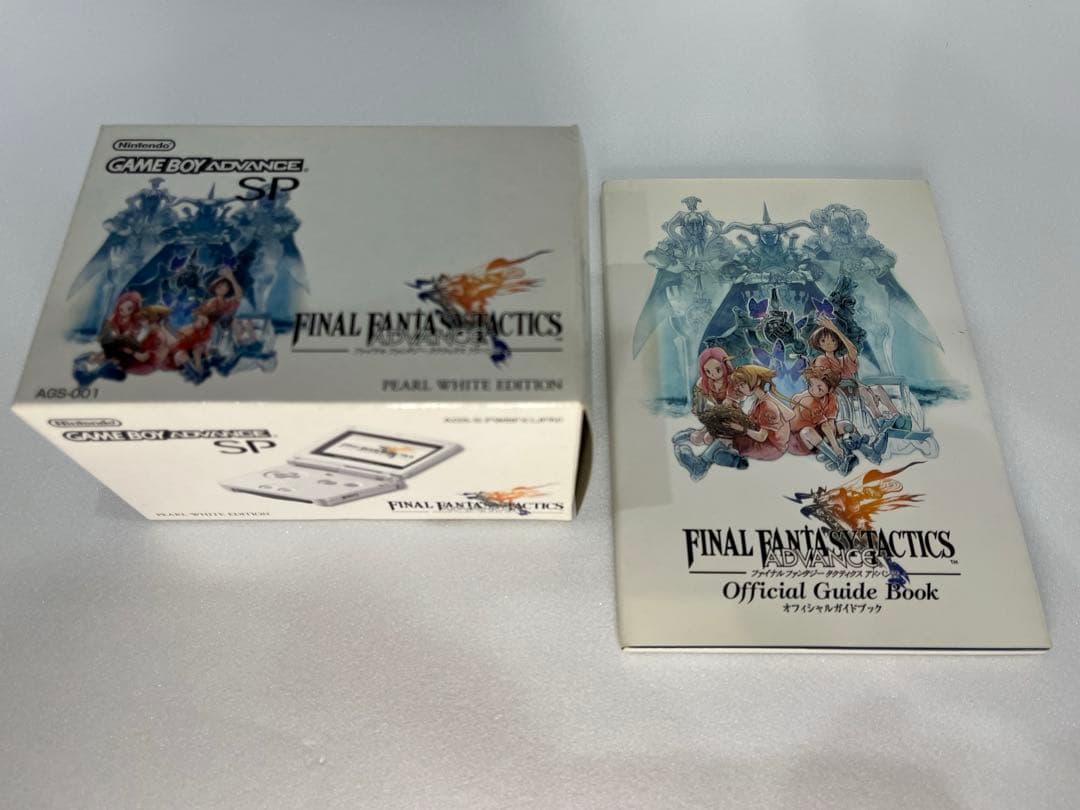 Nintendo
GAME BOY ADVANCE
SP
FINAL FANTASY TACTICS
ADVANCE
ファイナルファンタジー タクティクス アドバンス
PEARL WHITE EDITION
AGS-001
Nintendo
GAME BOY ADVANCE
SP
PEARL WHITE EDITION
FINAL FANTASY TACTICS
FINAL FANTASY TACTICS
ADVANCE
TM
ファイナルファンタジー タクティクス アドバンス
Official Guide Book
オフィシャルガイドブック